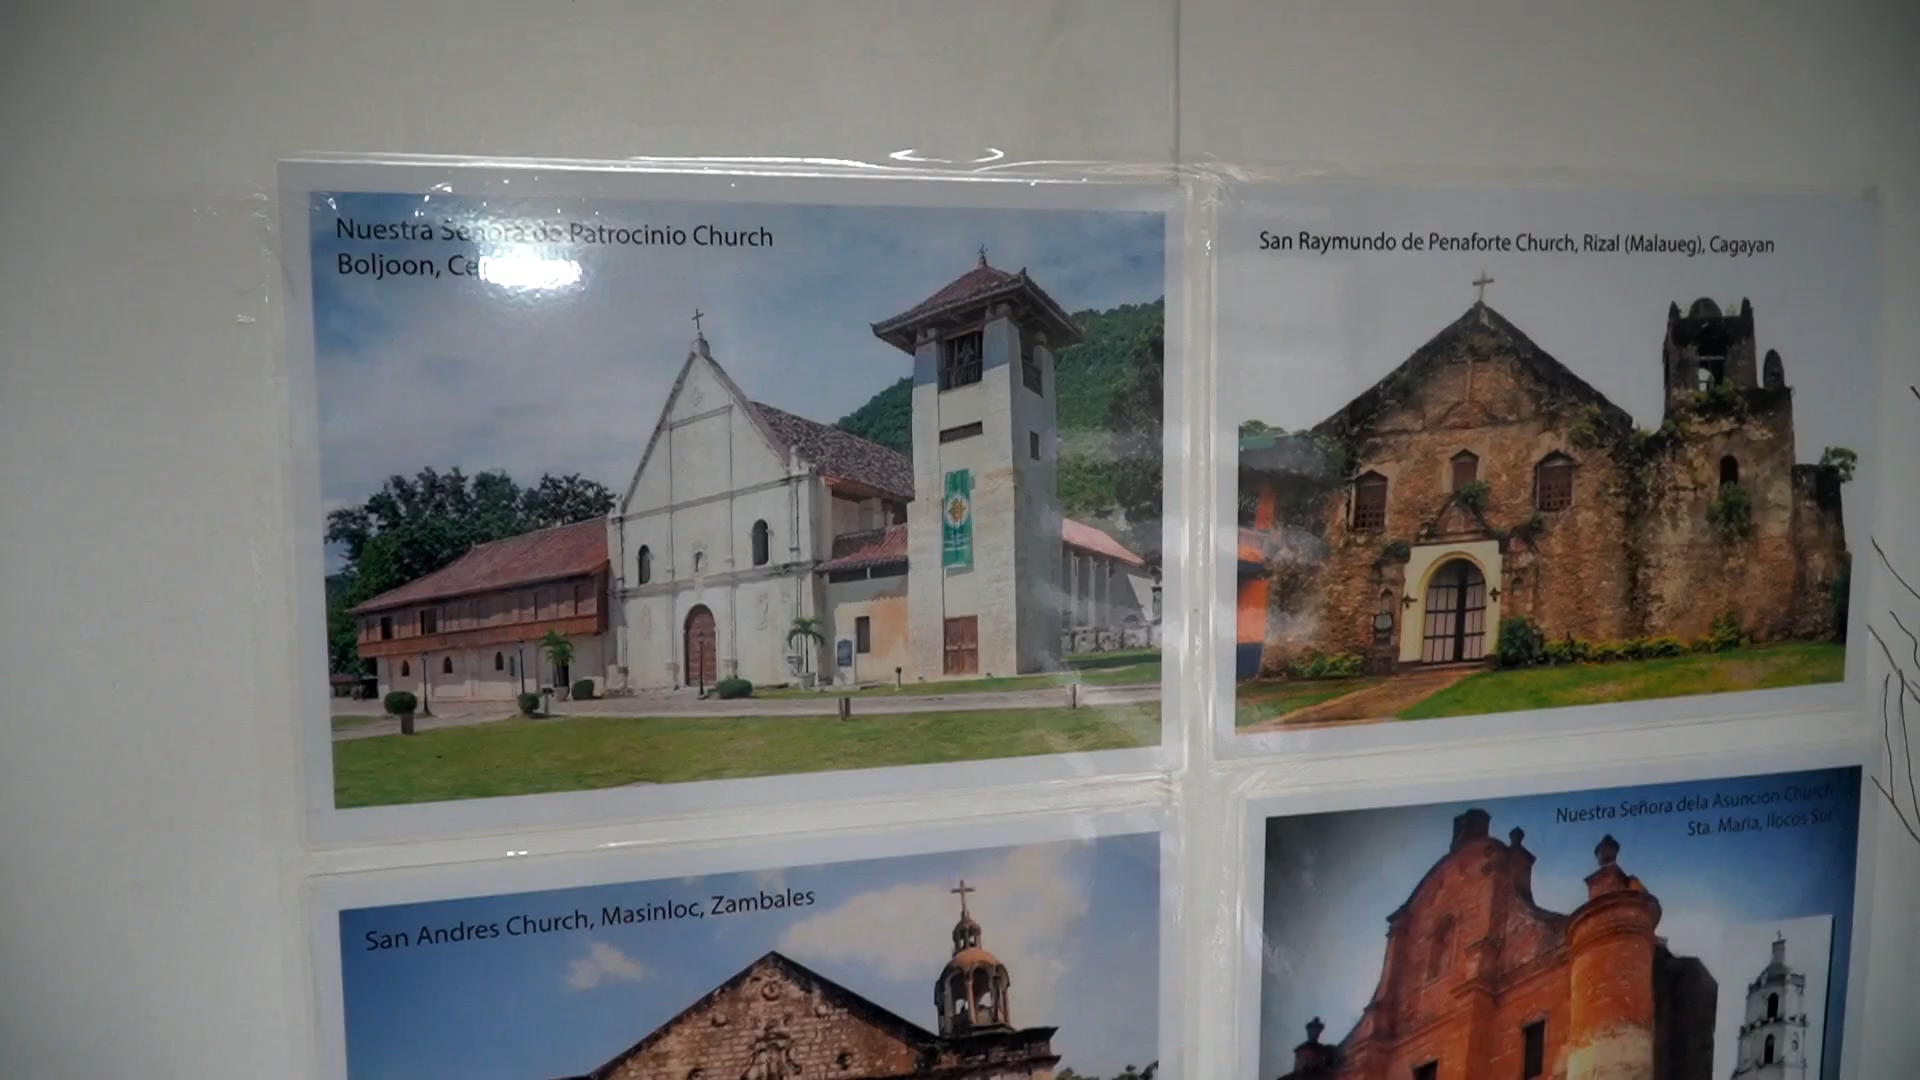 Nuestra Señora de Patrocinio Church
Boljoon,
San Raymundo de Penaforte Church, Rizal (Malaueg), Cagayan
San Andres Church, Masinloc, Zambales
Nuestra Señora dela Asuncion Church
Sta. Maria, Ilocos Sur